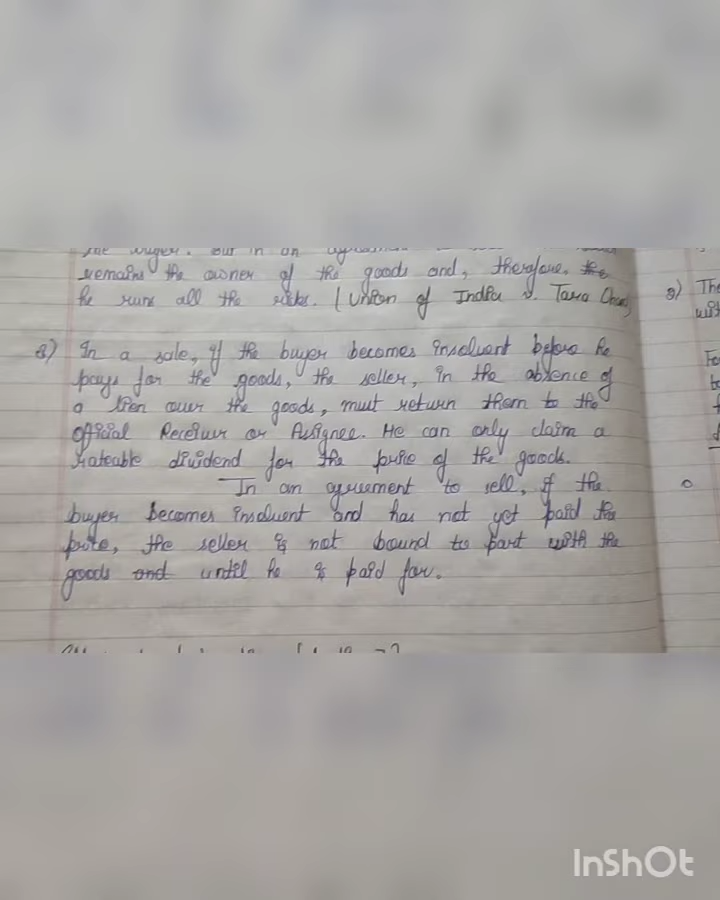 remains the owner of the goods and, therefore, the
he runs all the risks. (Union of India v. Tara Chand)
8) In a sale, if the buyer becomes insolvent before he
pays for the goods, the seller, in the absence of
a lien over the goods, must return them to the
Official Receiver or Assignee. He can only claim a
rateable dividend for the price of the goods.
In an agreement to sell, if the
buyer becomes insolvent and has not yet paid the
price, the seller is not bound to part with the
goods and until he is paid for.
9) The
with
InShOt